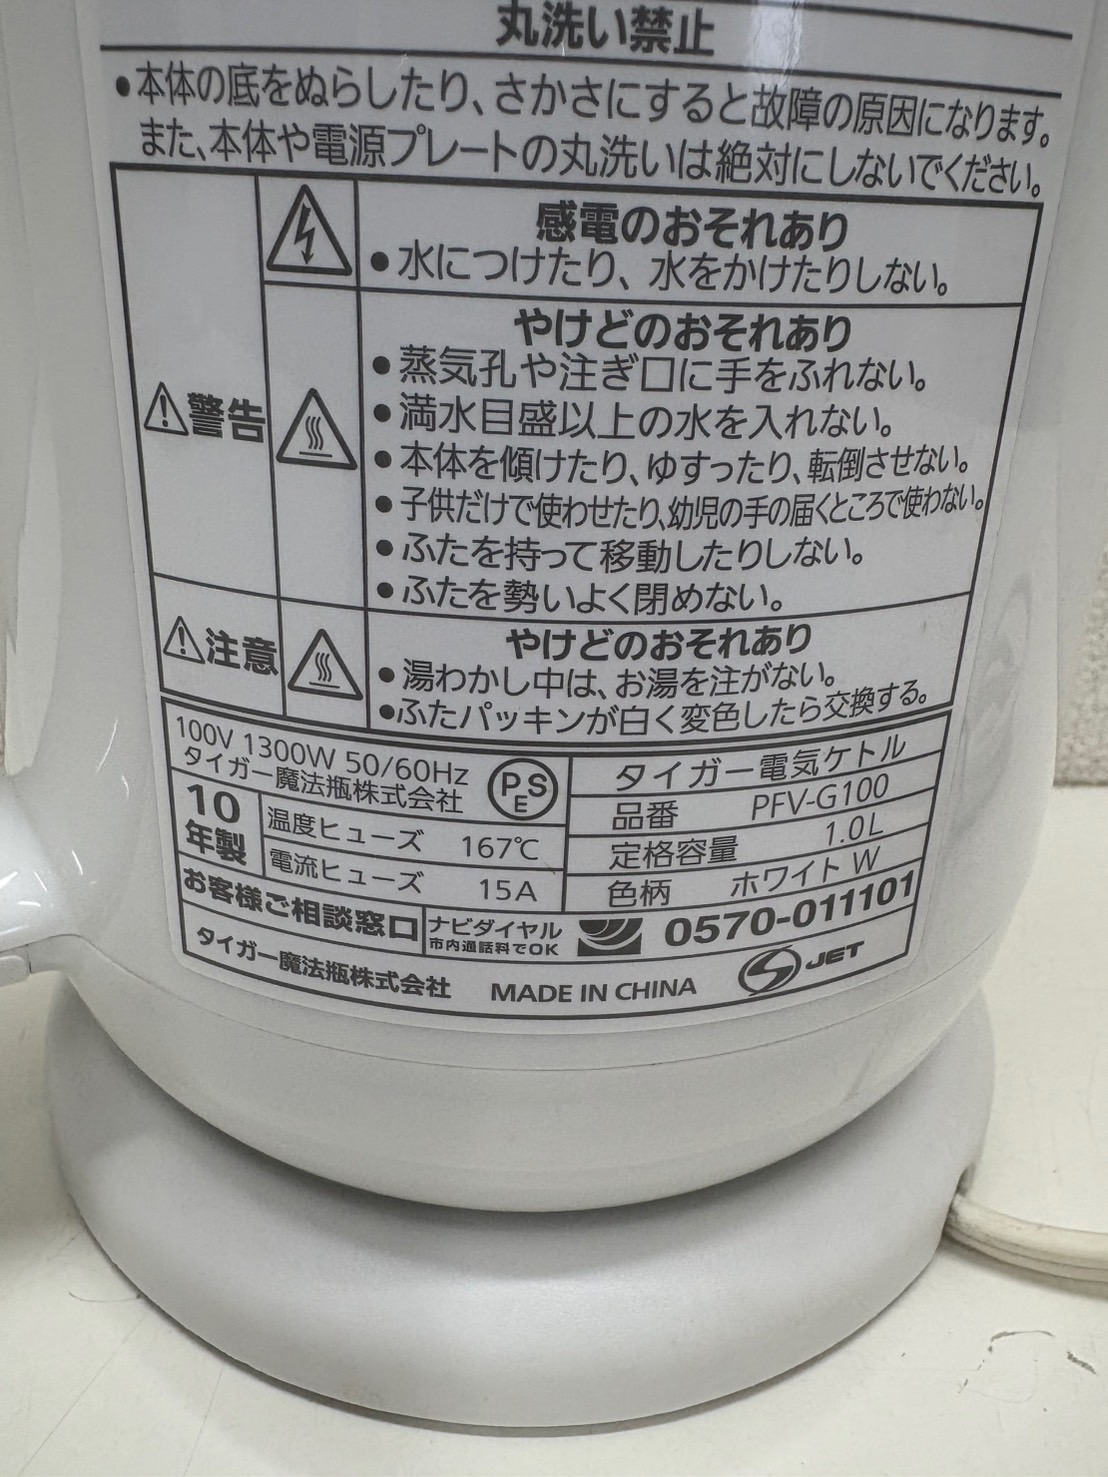 丸洗い禁止
●本体の底をぬらしたり、さかさにすると故障の原因になります。
また、本体や電源プレートの丸洗いは絶対にしないでください。
警告
感電のおそれあり
●水につけたり、水をかけたりしない。
やけどのおそれあり
●蒸気孔や注ぎ口に手をふれない。
●満水目盛以上の水を入れない。
●本体を傾けたり、ゆすったり、転倒させない。
●子供だけで使わせたり、幼児の手の届くところで使わない。
●ふたを持って移動したりしない。
●ふたを勢いよく閉めない。
注意
やけどのおそれあり
●湯わかし中は、お湯を注がない。
●ふたパッキンが白く変色したら交換する。
100V 1300W 50/60Hz
タイガー魔法瓶株式会社
PSE
10年製
温度ヒューズ 167℃
電流ヒューズ 15A
タイガー電気ケトル
品番 PFV-G100
定格容量 1.0L
色柄 ホワイト W
お客様ご相談窓口
ナビダイヤル
市内通話料でOK
0570-011101
タイガー魔法瓶株式会社 MADE IN CHINA
JET